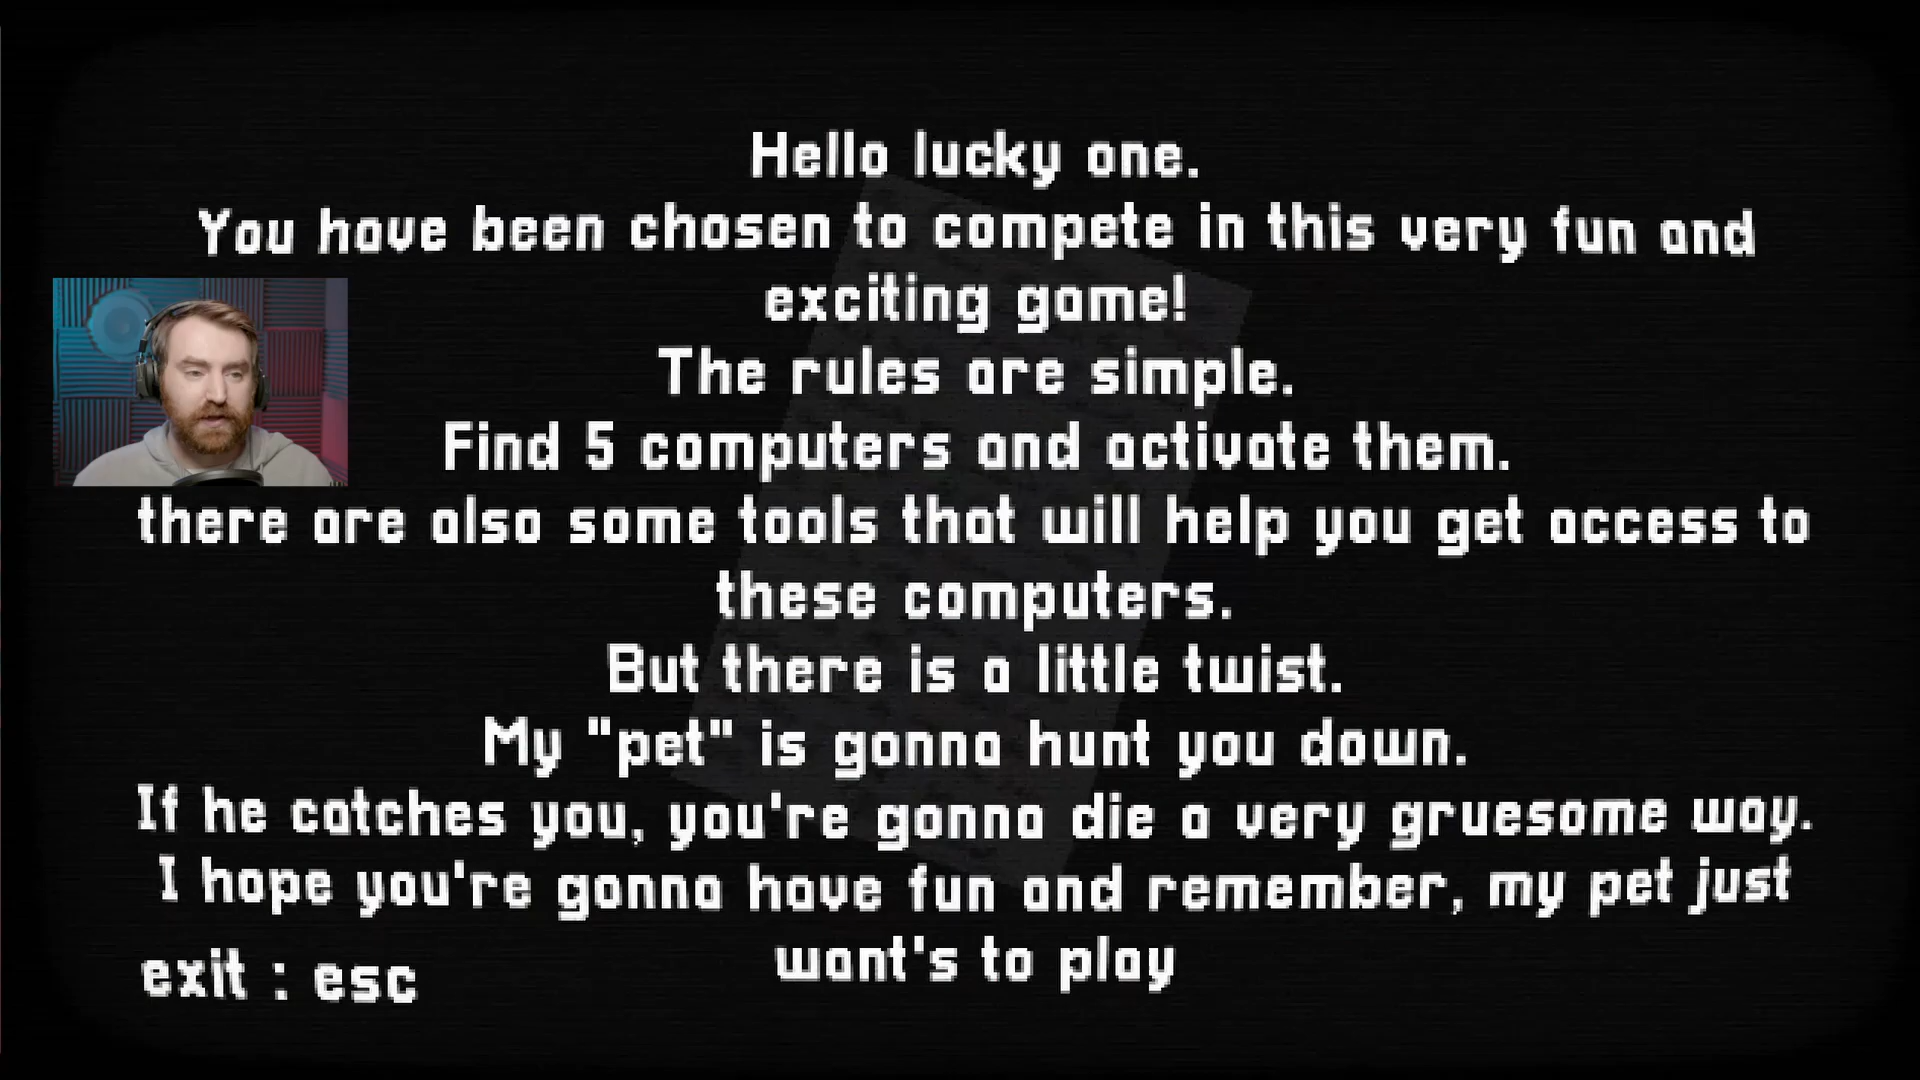 Hello lucky one.
You have been chosen to compete in this very fun and
exciting game!
The rules are simple.
Find 5 computers and activate them.
there are also some tools that will help you get access to
these computers.
But there is a little twist.
My "pet" is gonna hunt you down.
If he catches you, you're gonna die a very gruesome way.
I hope you're gonna have fun and remember, my pet just
want's to play
exit : esc